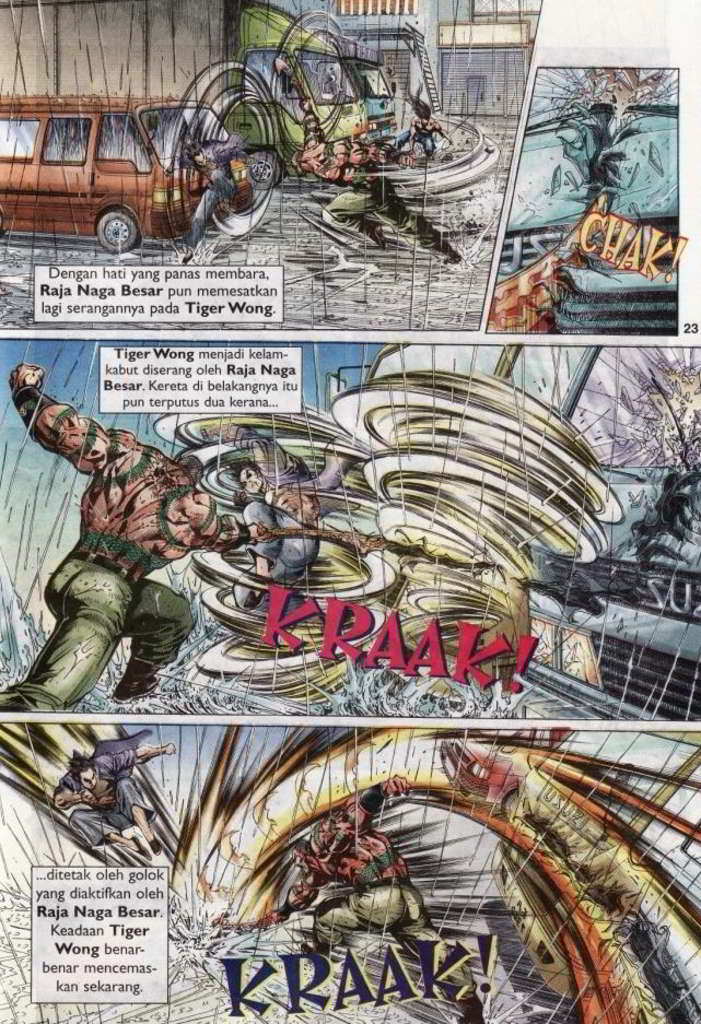 Dengan hati yang panas membara,
Raja Naga Besar pun memesatkan
lagi serangannya pada Tiger Wong.
CHAK!
23
Tiger Wong menjadi kelam-
kabut diserang oleh Raja Naga
Besar. Kereta di belakangnya itu
pun terputus dua kerana...
KRAAK!
...ditetak oleh golok
yang diaktifkan oleh
Raja Naga Besar.
Keadaan Tiger
Wong benar-
benar mencemas-
kan sekarang.
KRAAK!